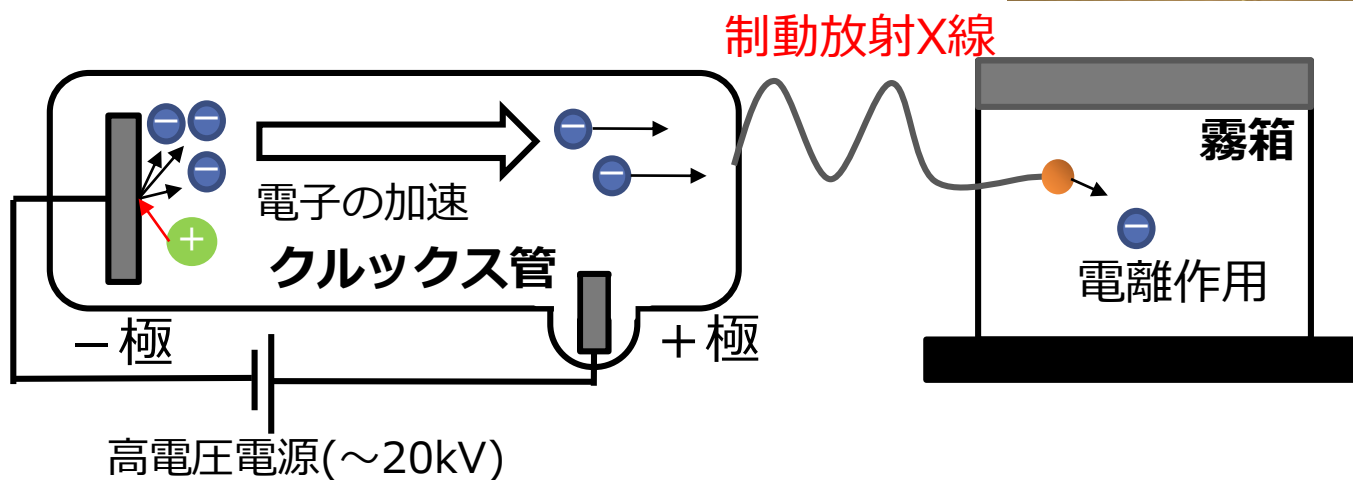 制動放射X線
－ － － － －
電子の加速
霧箱
＋
クルックス管
－
電離作用
－極
＋極
高電圧電源(～20kV)